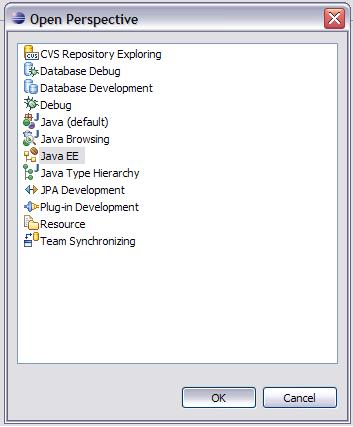 Open Perspective
CVS Repository Exploring
Database Debug
Database Development
Debug
Java (default)
Java Browsing
Java EE
Java Type Hierarchy
JPA Development
Plug-in Development
Resource
Team Synchronizing
OK
Cancel